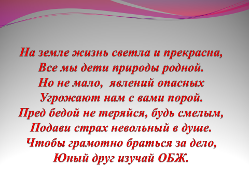 На земле жизнь светла и прекрасна,
Все мы дети природы родной.
Но не мало, явлений опасных
Угрожают нам с вами порой.
Пред бедой не теряйся, будь смелым,
Подави страх невольный в душе.
Чтобы грамотно браться за дело,
Юный друг изучай ОБЖ.